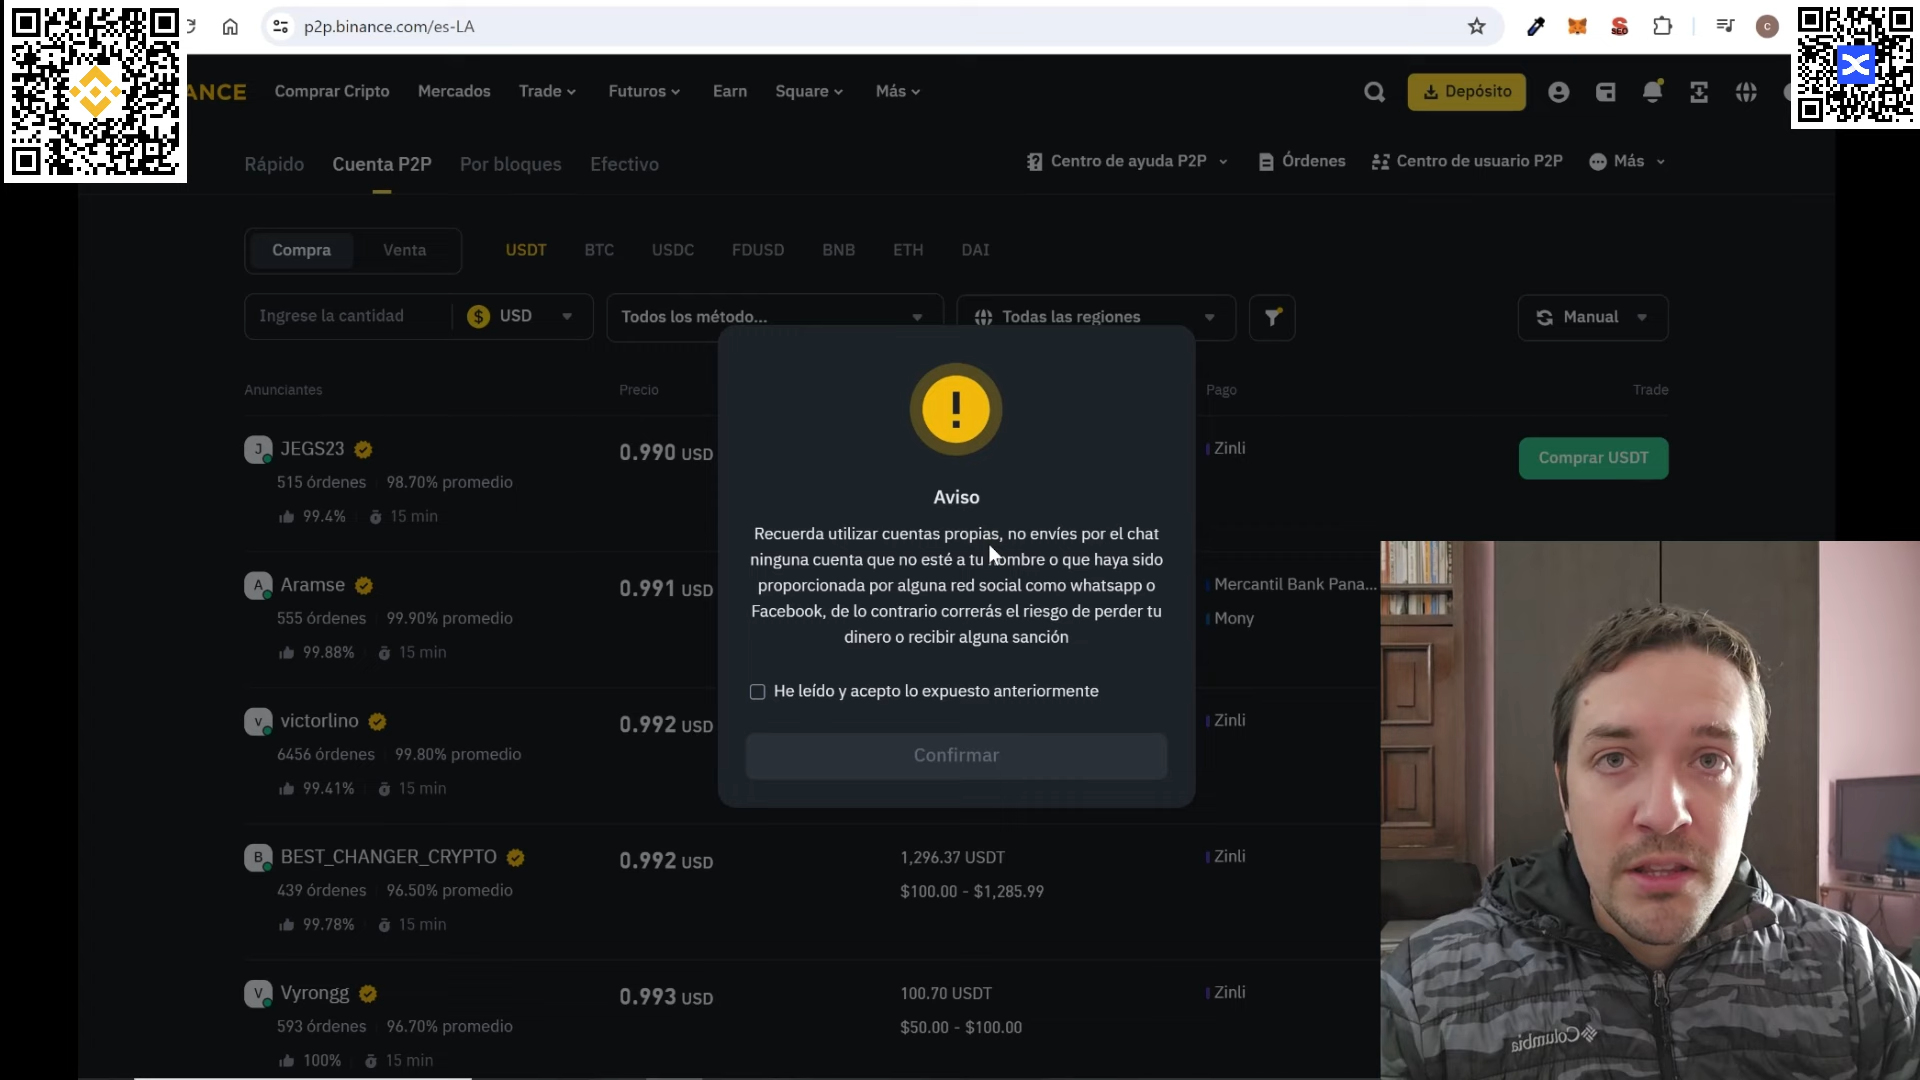 p2p.binance.com/es-LA
C
ANCE
Comprar Cripto
Mercados
Trade
Futuros
Earn
Square
Más
Depósito
Rápido
Cuenta P2P
Por bloques
Efectivo
Centro de ayuda P2P
Órdenes
Centro de usuario P2P
Más
Compra
Venta
USDT
BTC
USDC
FDUSD
BNB
ETH
DAI
Ingrese la cantidad
$ USD
Todos los método...
Todas las regiones
Manual
Anunciantes
Precio
Pago
Trade
J JEGS23
0.990 USD
Zinli
Comprar USDT
515 órdenes 98.70% promedio
99.4% 15 min
A Aramse
0.991 USD
Mercantil Bank Pana...
Mony
555 órdenes 99.90% promedio
99.88% 15 min
v victorlino
0.992 USD
Zinli
6456 órdenes 99.80% promedio
99.41% 15 min
B BEST_CHANGER_CRYPTO
0.992 USD
1,296.37 USDT
Zinli
439 órdenes 96.50% promedio
$100.00 - $1,285.99
99.78% 15 min
V Vyrongg
0.993 USD
100.70 USDT
Zinli
593 órdenes 96.70% promedio
$50.00 - $100.00
100% 15 min
!
Aviso
Recuerda utilizar cuentas propias, no envíes por el chat
ninguna cuenta que no esté a tu nombre o que haya sido
proporcionada por alguna red social como whatsapp o
Facebook, de lo contrario correrás el riesgo de perder tu
dinero o recibir alguna sanción
He leído y acepto lo expuesto anteriormente
Confirmar
Columbia